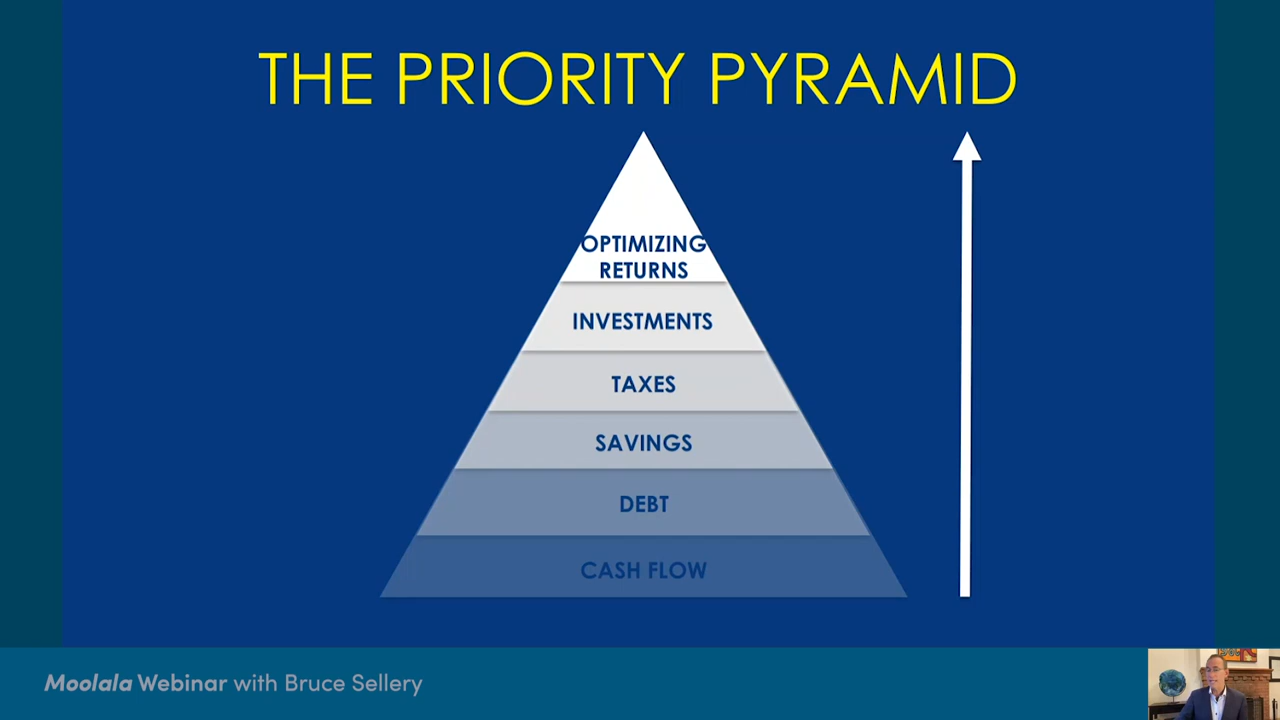 THE PRIORITY PYRAMID
OPTIMIZING
RETURNS
INVESTMENTS
TAXES
SAVINGS
DEBT
CASH FLOW
Moolala Webinar with Bruce Sellery